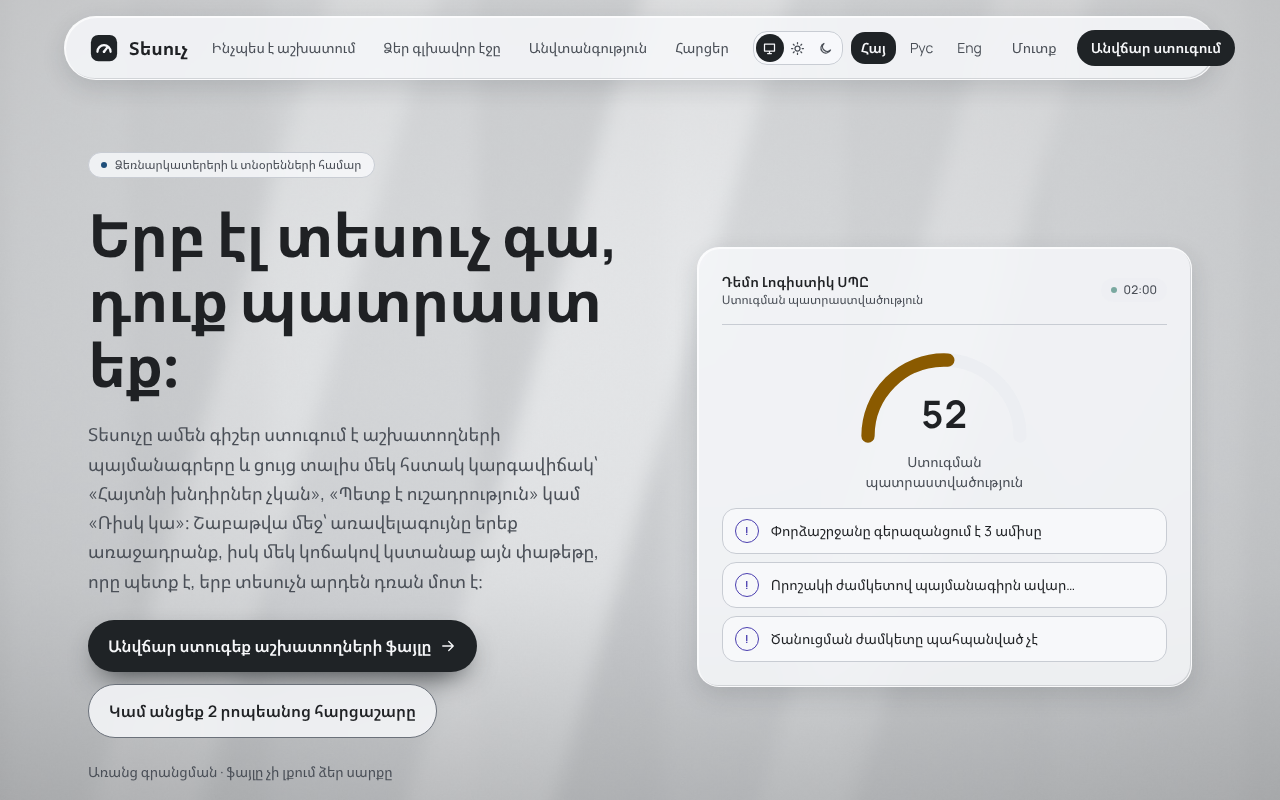 Տեսուչ
Ինչպես է աշխատում
Ձեր գլխավոր էջը
Անվտանգություն
Հարցեր
Հայ
Рус
Eng
Մուտք
Անվճար ստուգում
Ձեռնարկատերերի և տնօրենների համար
Երբ էլ տեսուչ գա,
դուք պատրաստ
եք:
Տեսուչը ամեն գիշեր ստուգում է աշխատողների
պայմանագրերը և ցույց տալիս մեկ հստակ կարգավիճակ՝
«Հայտնի խնդիրներ չկան», «Պետք է ուշադրություն» կամ
«Ռիսկ կա»: Շաբաթվա մեջ՝ առավելագույնը երեք
առաջադրանք, իսկ մեկ կոճակով կստանաք այն փաթեթը,
որը պետք է, երբ տեսուչն արդեն դռան մոտ է:
Անվճար ստուգեք աշխատողների ֆայլը →
Կամ անցեք 2 րոպեանոց հարցաշարը
Առանց գրանցման · ֆայլը չի լքում ձեր սարքը
Դեմո Լոգիստիկ ՍՊԸ
Ստուգման պատրաստվածություն
02:00
52
Ստուգման
պատրաստվածություն
! Փորձաշրջանը գերազանցում է 3 ամիսը
! Որոշակի ժամկետով պայմանագիրն ավար...
! Ծանուցման ժամկետը պահպանված չէ